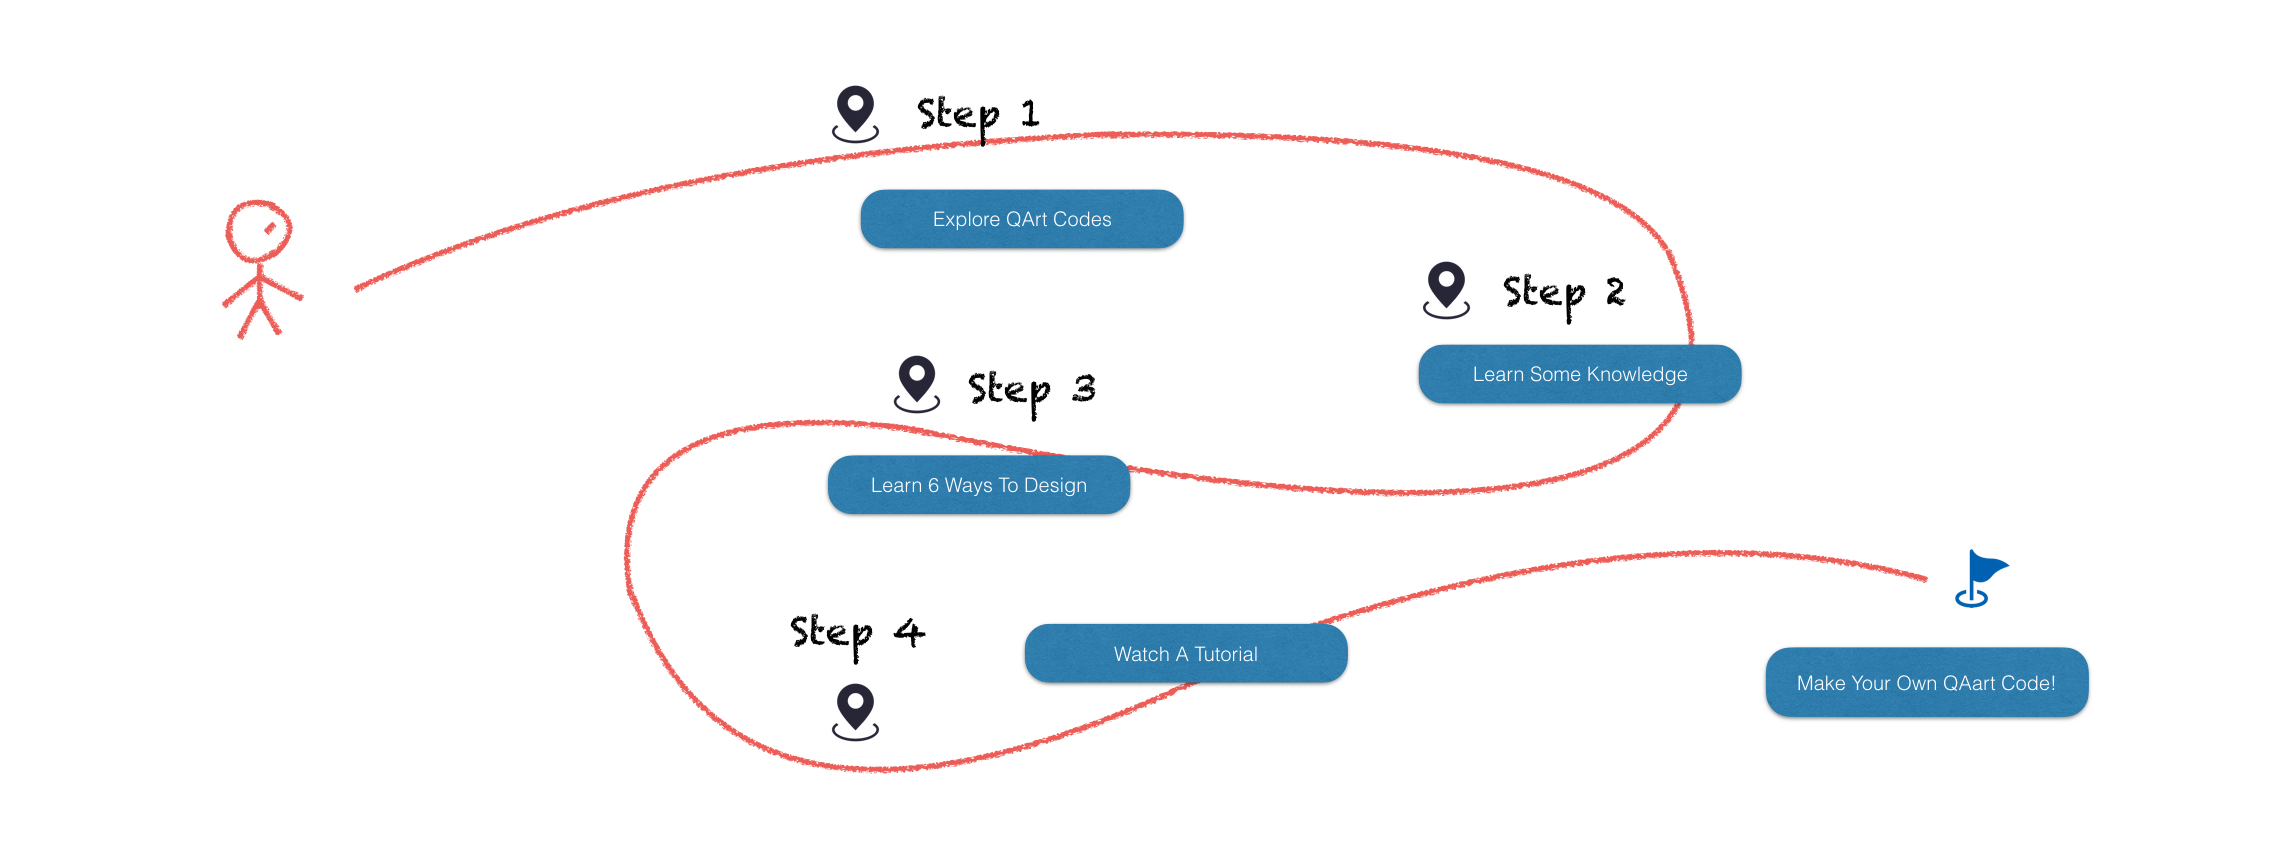 Step 1
Explore QArt Codes
Step 2
Learn Some Knowledge
Step 3
Learn 6 Ways To Design
Step 4
Watch A Tutorial
Make Your Own QAart Code!